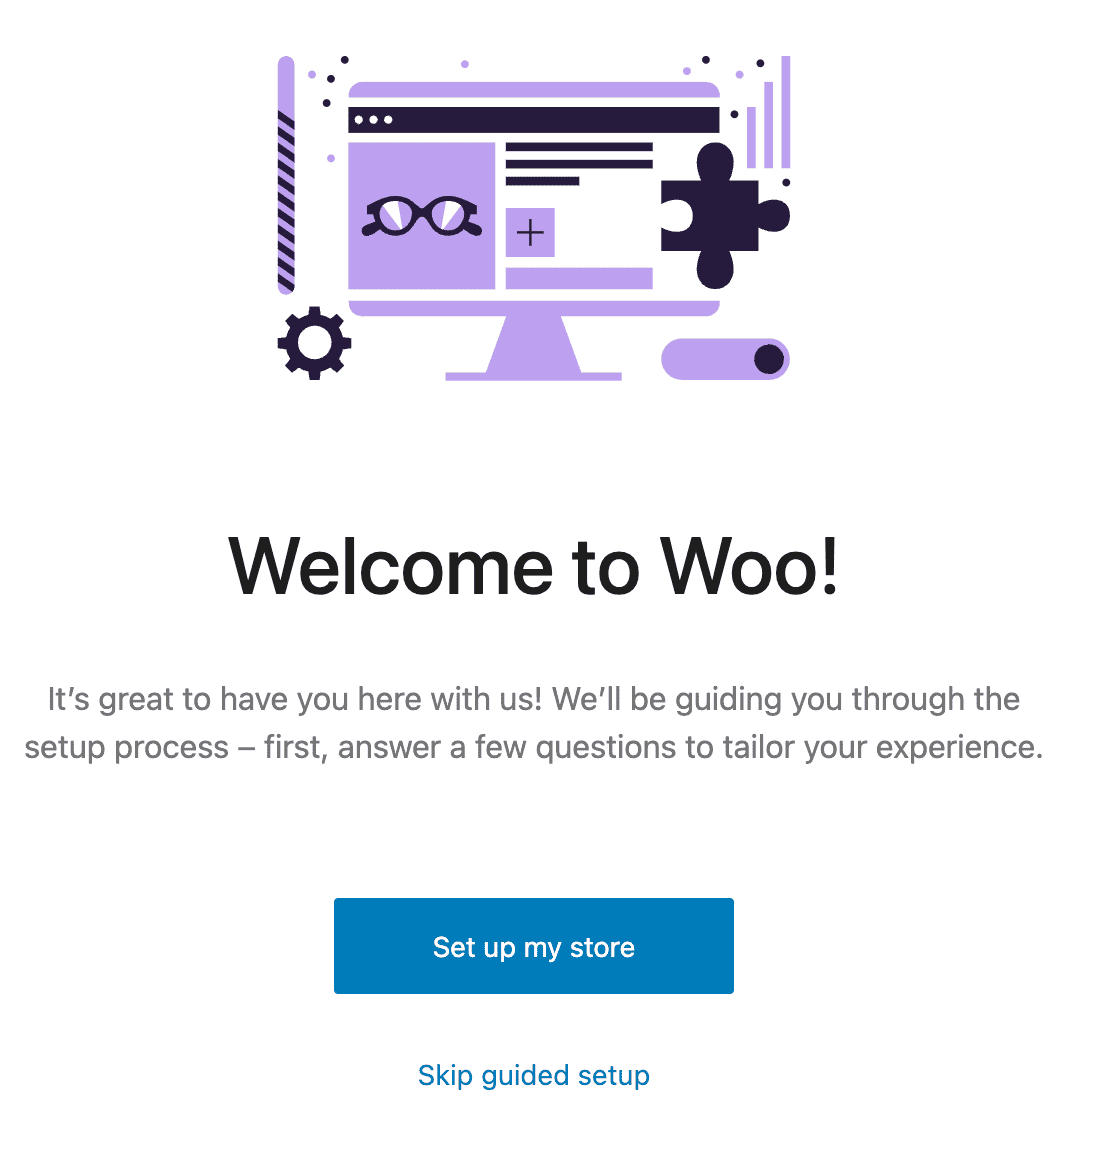 Welcome to Woo!
It’s great to have you here with us! We’ll be guiding you through the
setup process – first, answer a few questions to tailor your experience.
Set up my store
Skip guided setup